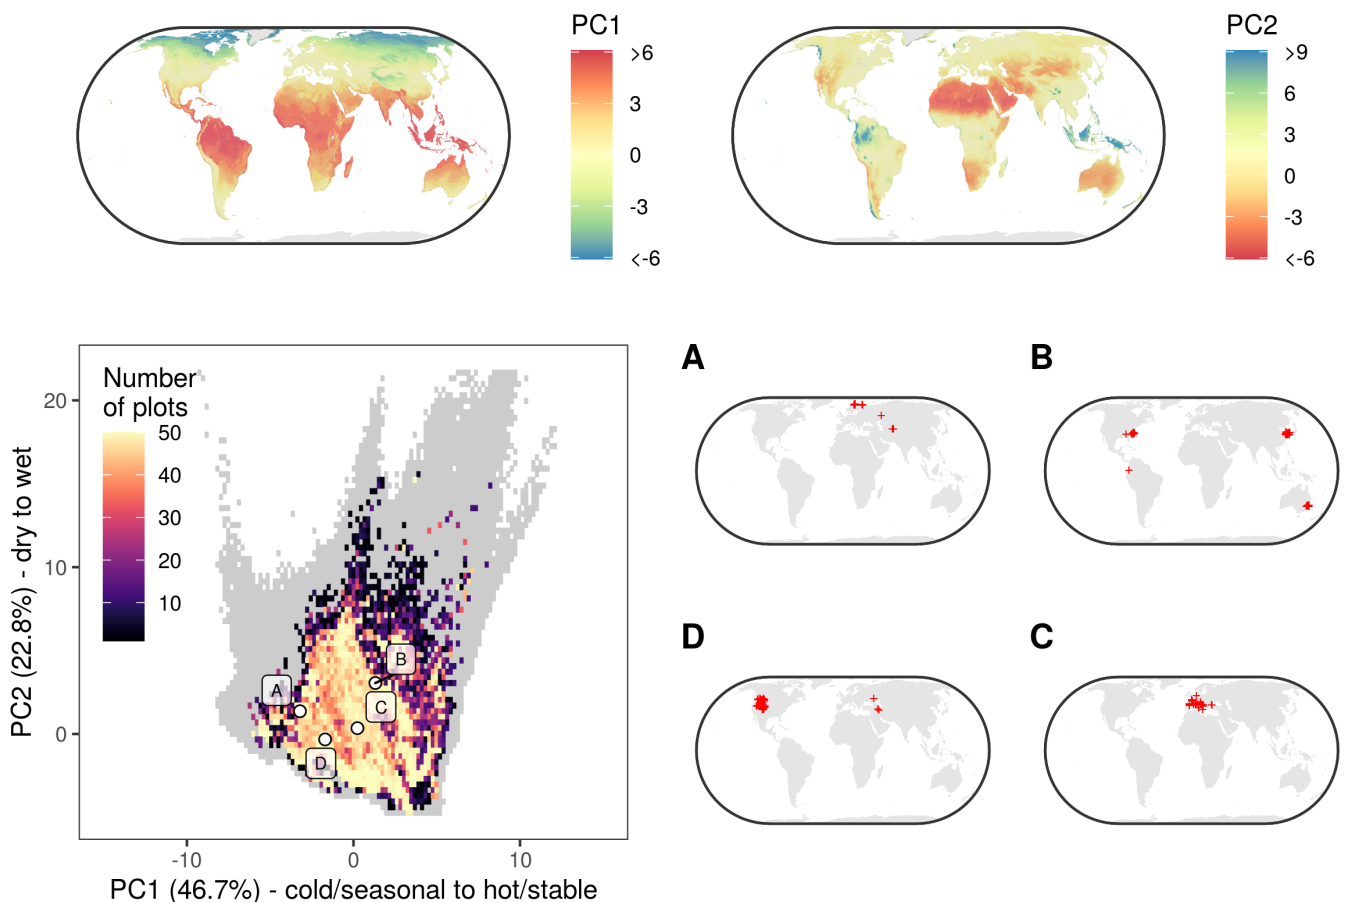 PC1
>6
3
0
-3
<-6
PC2
>9
6
3
0
-3
<-6
Number
of plots
50
40
30
20
10
20
10
0
-10
0
10
PC2 (22.8%) - dry to wet
PC1 (46.7%) - cold/seasonal to hot/stable
A
B
C
D
A
B
D
C